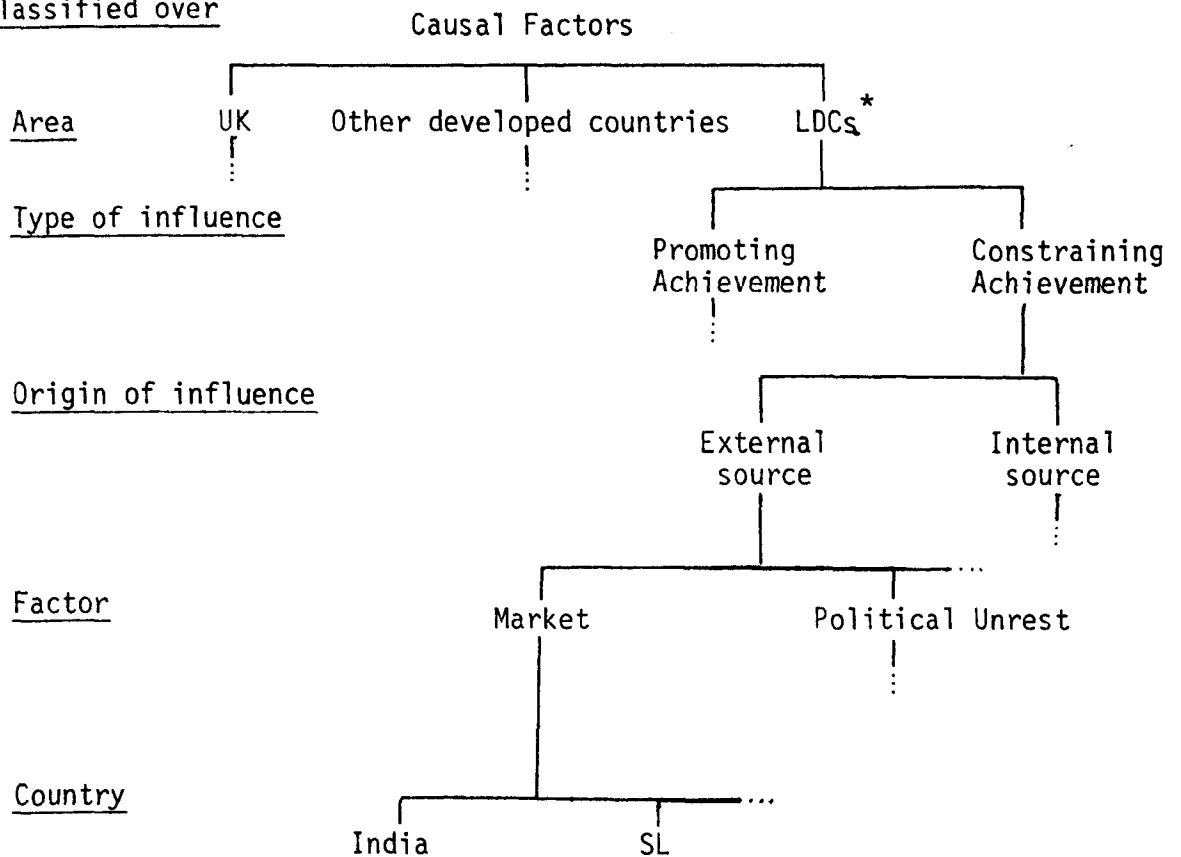 lassified over
Causal Factors
Area UK Other developed countries LDCs*
Type of influence
Promoting Achievement
Constraining Achievement
Origin of influence
External source
Internal source
....
Factor Market Political Unrest
Country ...
India SL